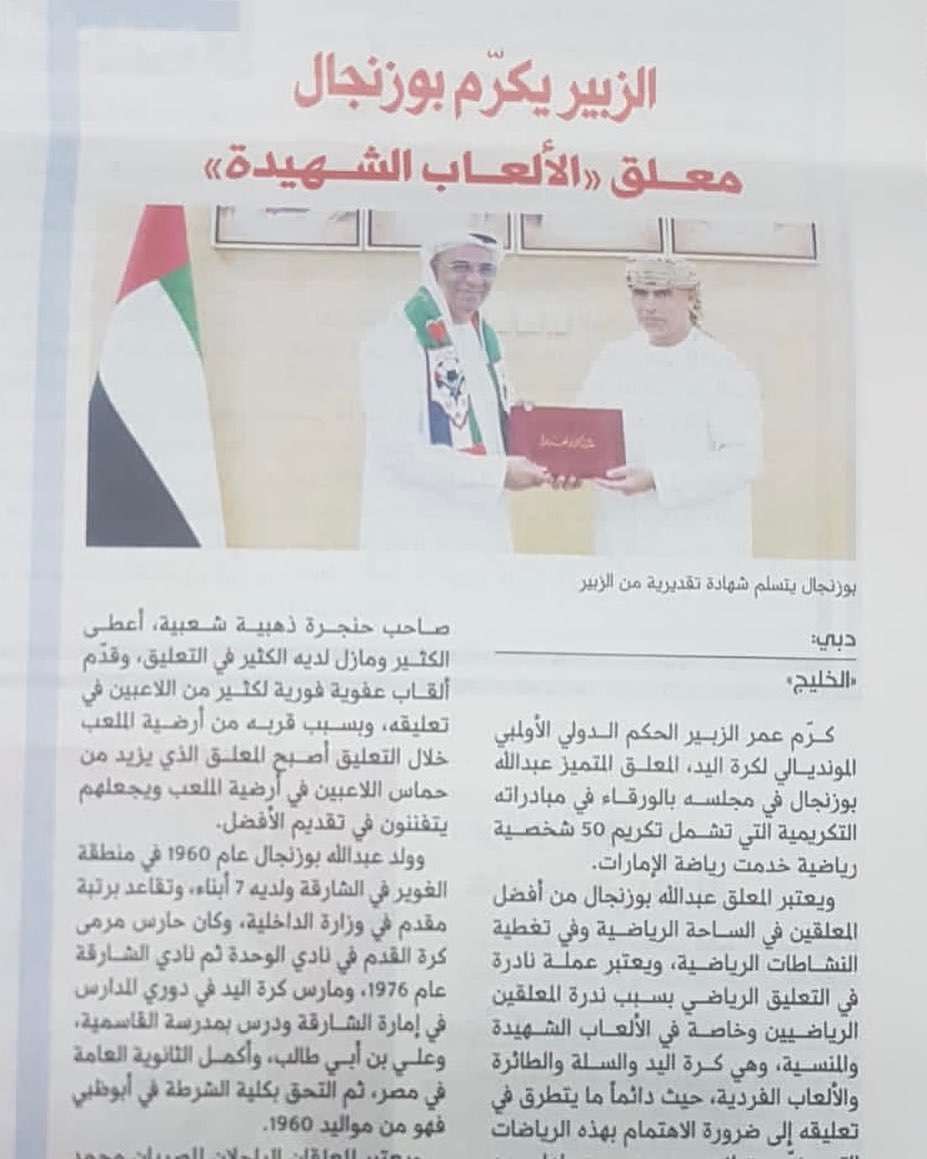 الزبير يكرّم بوزنجال
معلق «الألعاب الشهيدة»
بوزنجال يتسلم شهادة تقديرية من الزبير
دبي:
«الخليج»
كرّم عمر الزبير الحكم الدولي الأولمبي
المونديالي لكرة اليد، المعلق المتميز عبدالله
بوزنجال في مجلسه بالورقاء في مبادراته
التكريمية التي تشمل تكريم 50 شخصية
رياضية خدمت رياضة الإمارات.
ويعتبر المعلق عبدالله بوزنجال من أفضل
المعلقين في الساحة الرياضية وفي تغطية
النشاطات الرياضية، ويعتبر عملة نادرة
في التعليق الرياضي بسبب ندرة المعلقين
الرياضيين وخاصة في الألعاب الشهيدة
والمنسية، وهي كرة اليد والسلة والطائرة
والألعاب الفردية، حيث دائماً ما يتطرق في
تعليقه إلى ضرورة الاهتمام بهذه الرياضات
صاحب حنجرة ذهبية شعبية، أعطى
الكثير ومازل لديه الكثير في التعليق، وقدّم
ألقاب عفوية فورية لكثير من اللاعبين في
تعليقه، وبسبب قربه من أرضية الملعب
خلال التعليق أصبح المعلق الذي يزيد من
حماس اللاعبين في أرضية الملعب ويجعلهم
يتفننون في تقديم الأفضل.
وولد عبدالله بوزنجال عام 1960 في منطقة
الغوير في الشارقة ولديه 7 أبناء، وتقاعد برتبة
مقدم في وزارة الداخلية، وكان حارس مرمى
كرة القدم في نادي الوحدة ثم نادي الشارقة
عام 1976، ومارس كرة اليد في دوري المدارس
في إمارة الشارقة ودرس بمدرسة القاسمية،
وعلي بن أبي طالب، وأكمل الثانوية العامة
في مصر، ثم التحق بكلية الشرطة في أبوظبي
فهو من مواليد 1960.